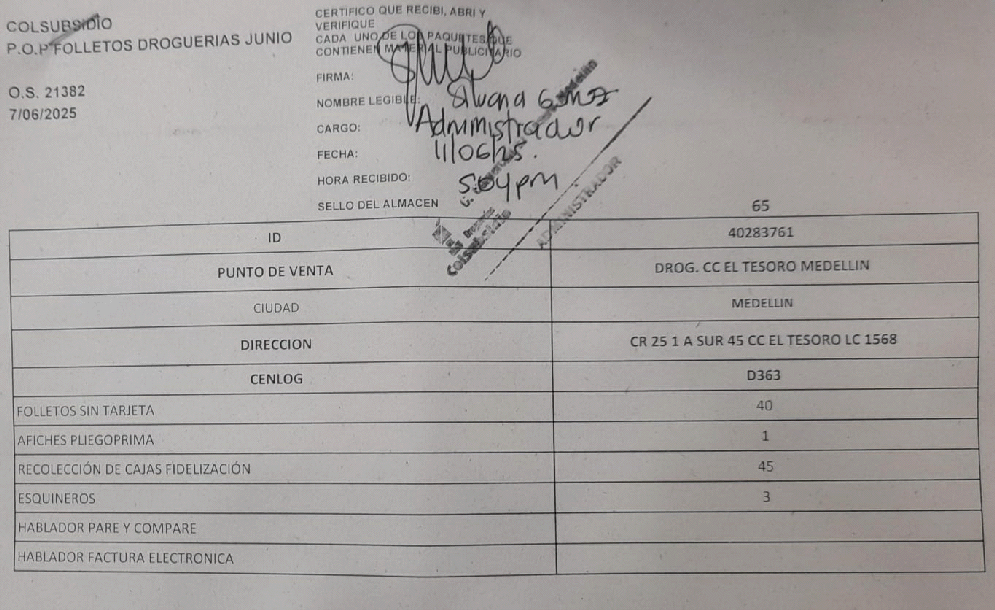 COLSUBSIDIO
P.O.P FOLLETOS DROGUERIAS JUNIO
O.S. 21382
7/06/2025
CERTIFICO QUE RECIBI, ABRI Y
VERIFIQUE
CADA UNO DE LOS PAQUETES QUE
CONTIENEN MATERIAL PUBLICITARIO
FIRMA:
NOMBRE LEGIBLE: Silvana
CARGO: Administrador
FECHA: 11/06/25.
HORA RECIBIDO: 5:04 pm
SELLO DEL ALMACEN
Droguerías
Colsubsidio
Medellín
ADMINISTRADOR
65
ID 40283761
PUNTO DE VENTA DROG. CC EL TESORO MEDELLIN
CIUDAD MEDELLIN
DIRECCION CR 25 1 A SUR 45 CC EL TESORO LC 1568
CENLOG D363
FOLLETOS SIN TARJETA 40
AFICHES PLIEGOPRIMA 1
RECOLECCIÓN DE CAJAS FIDELIZACIÓN 45
ESQUINEROS 3
HABLADOR PARE Y COMPARE
HABLADOR FACTURA ELECTRONICA